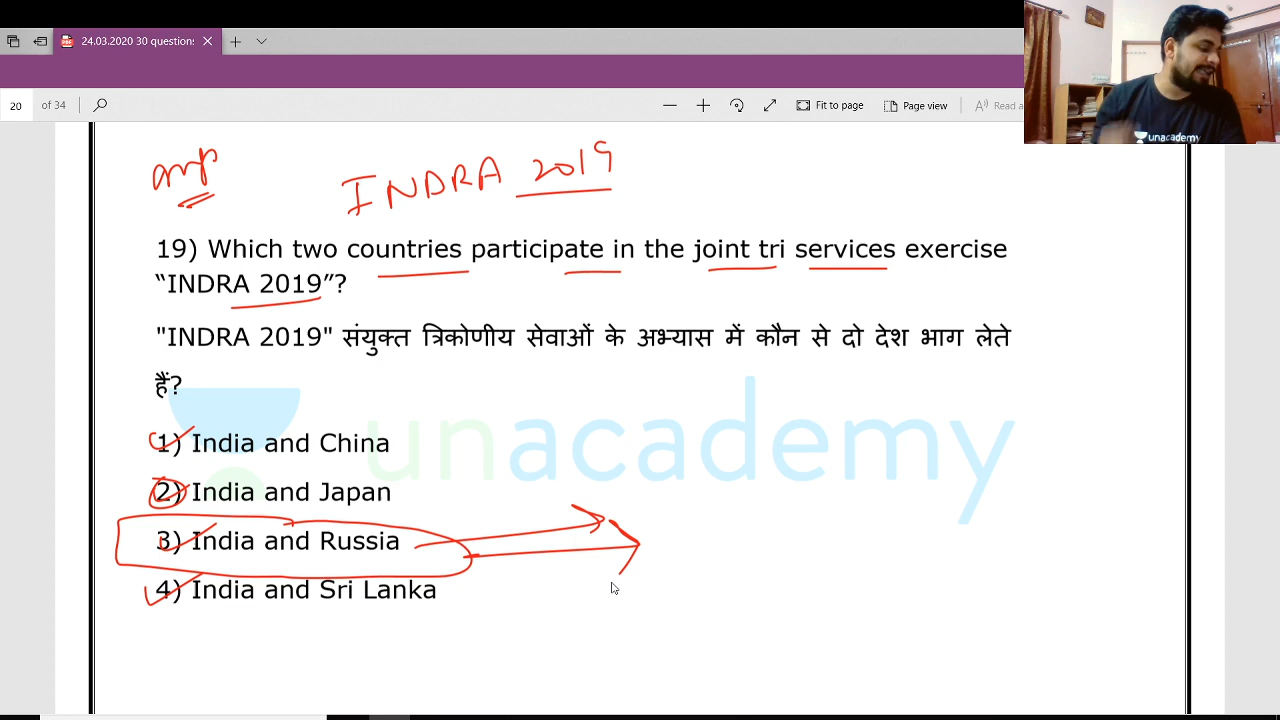 24.03.2020 30 questions
20 of 34
Fit to page
Page view
Read a
unacademy
Imp
INDRA 2019
19) Which two countries participate in the joint tri services exercise
“INDRA 2019”?
"INDRA 2019" संयुक्त त्रिकोणीय सेवाओं के अभ्यास में कौन से दो देश भाग लेते
हैं?
1) India and China
unacademy
2) India and Japan
3) India and Russia
4) India and Sri Lanka